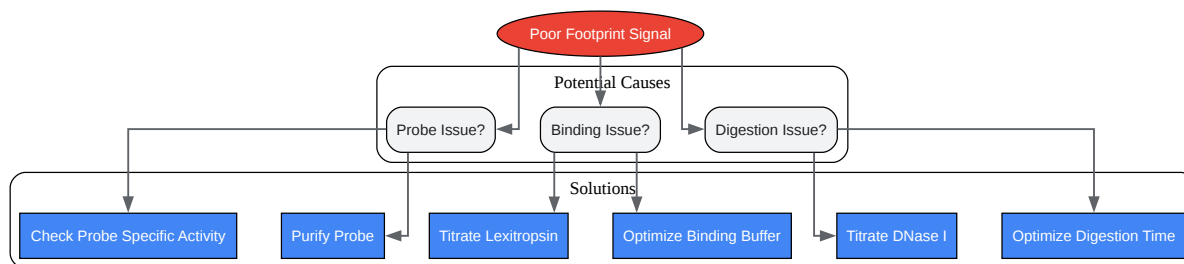 Poor Footprint Signal
Potential Causes
Probe Issue?
Binding Issue?
Digestion Issue?
Solutions
Check Probe Specific Activity
Purify Probe
Titrate Lexitropsin
Optimize Binding Buffer
Titrate DNase I
Optimize Digestion Time